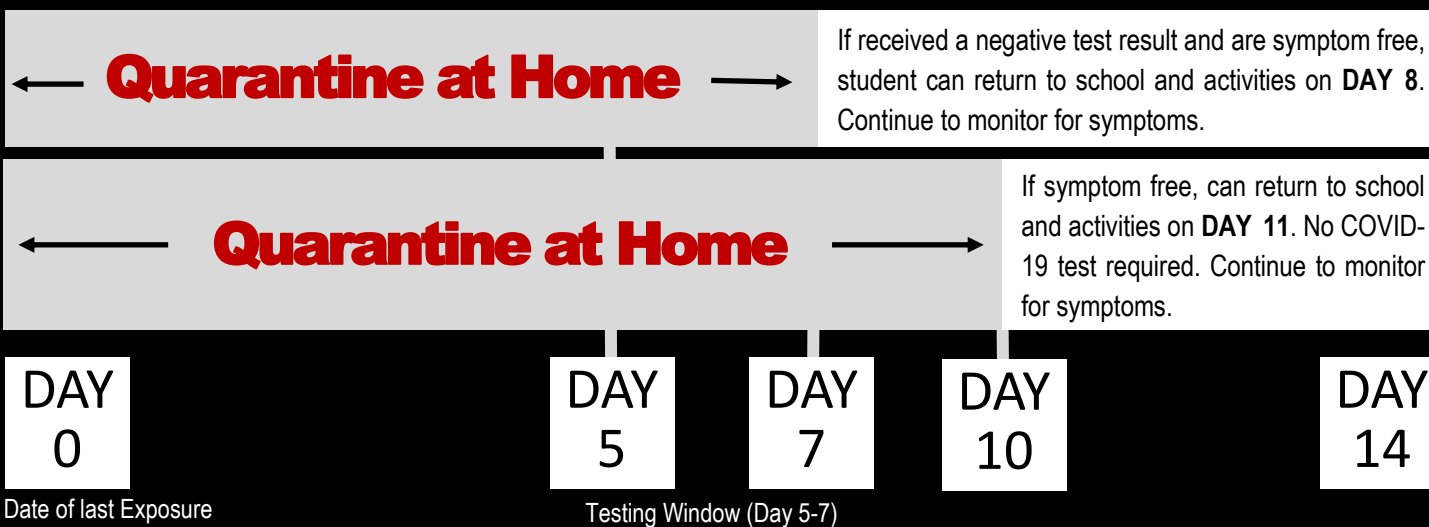 Quarantine at Home
If received a negative test result and are symptom free,
student can return to school and activities on DAY 8.
Continue to monitor for symptoms.
Quarantine at Home
If symptom free, can return to school
and activities on DAY 11. No COVID-
19 test required. Continue to monitor
for symptoms.
DAY
0
DAY
5
DAY
7
DAY
10
DAY
14
Date of last Exposure
Testing Window (Day 5-7)